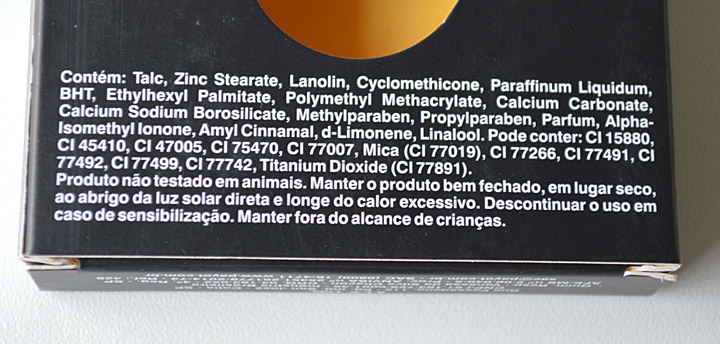 Contém: Talc, Zinc Stearate, Lanolin, Cyclomethicone, Paraffinum Liquidum,
BHT, Ethylhexyl Palmitate, Polymethyl Methacrylate, Calcium Carbonate,
Calcium Sodium Borosilicate, Methylparaben, Propylparaben, Parfum, Alpha-
Isomethyl Ionone, Amyl Cinnamal, d-Limonene, Linalool. Pode conter: CI 15880,
CI 45410, CI 47005, CI 75470, CI 77007, Mica (CI 77019), CI 77266, CI 77491, CI
77492, CI 77499, CI 77742, Titanium Dioxide (CI 77891).
Produto não testado em animais. Manter o produto bem fechado, em lugar seco,
ao abrigo da luz solar direta e longe do calor excessivo. Descontinuar o uso em
caso de sensibilização. Manter fora do alcance de crianças.